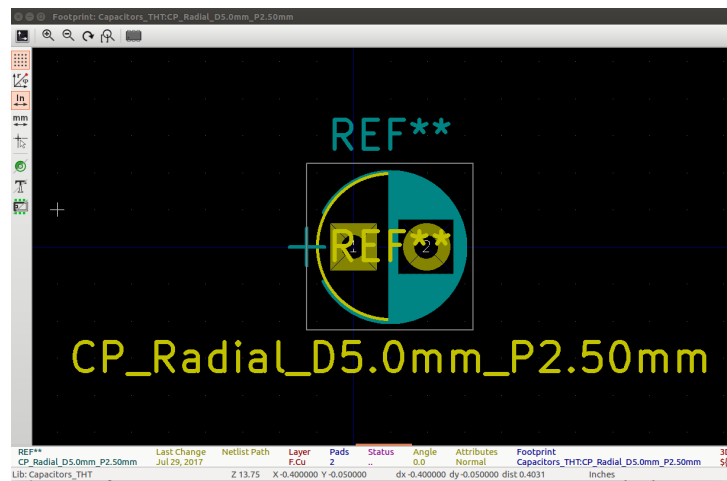 Footprint: Capacitors_THT:CP_Radial_D5.0mm_P2.50mm
In
mm
REF**
1
REF**
2
CP_Radial_D5.0mm_P2.50mm
REF** Last Change Netlist Path Layer Pads Status Angle Attributes Footprint 3D
CP_Radial_D5.0mm_P2.50mm Jul 29, 2017 F.Cu 2 .. 0.0 Normal Capacitors_THT:CP_Radial_D5.0mm_P2.50mm ${
Lib: Capacitors_THT Z 13.75 X -0.400000 Y -0.050000 dx -0.400000 dy -0.050000 dist 0.4031 Inches